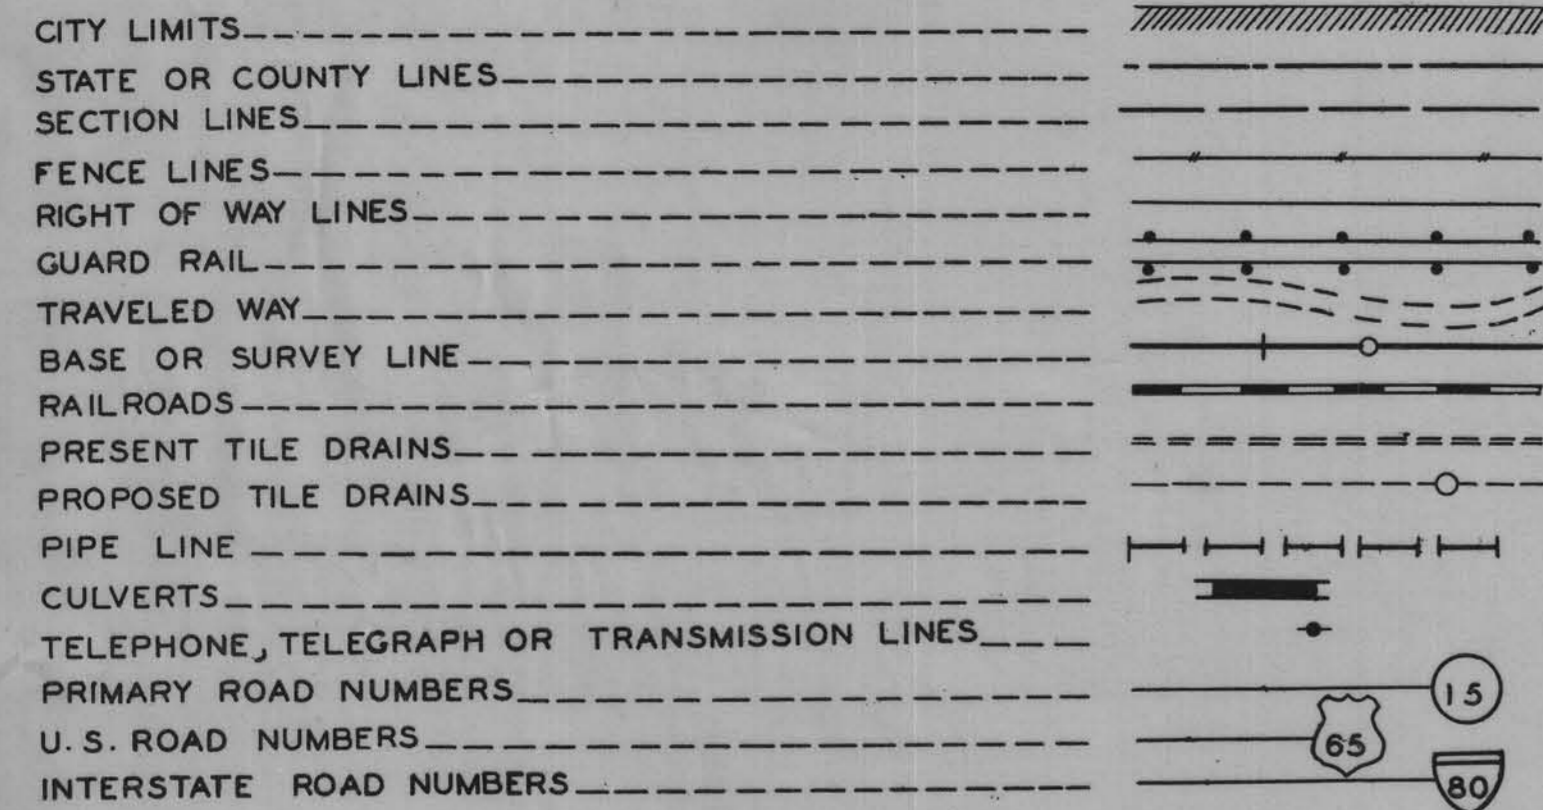 CITY LIMITS
STATE OR COUNTY LINES
SECTION LINES
FENCE LINES
RIGHT OF WAY LINES
GUARD RAIL
TRAVELED WAY
BASE OR SURVEY LINE
RAILROADS
PRESENT TILE DRAINS
PROPOSED TILE DRAINS
PIPE LINE
CULVERTS
TELEPHONE, TELEGRAPH OR TRANSMISSION LINES
PRIMARY ROAD NUMBERS 15
U.S. ROAD NUMBERS 65
INTERSTATE ROAD NUMBERS 80